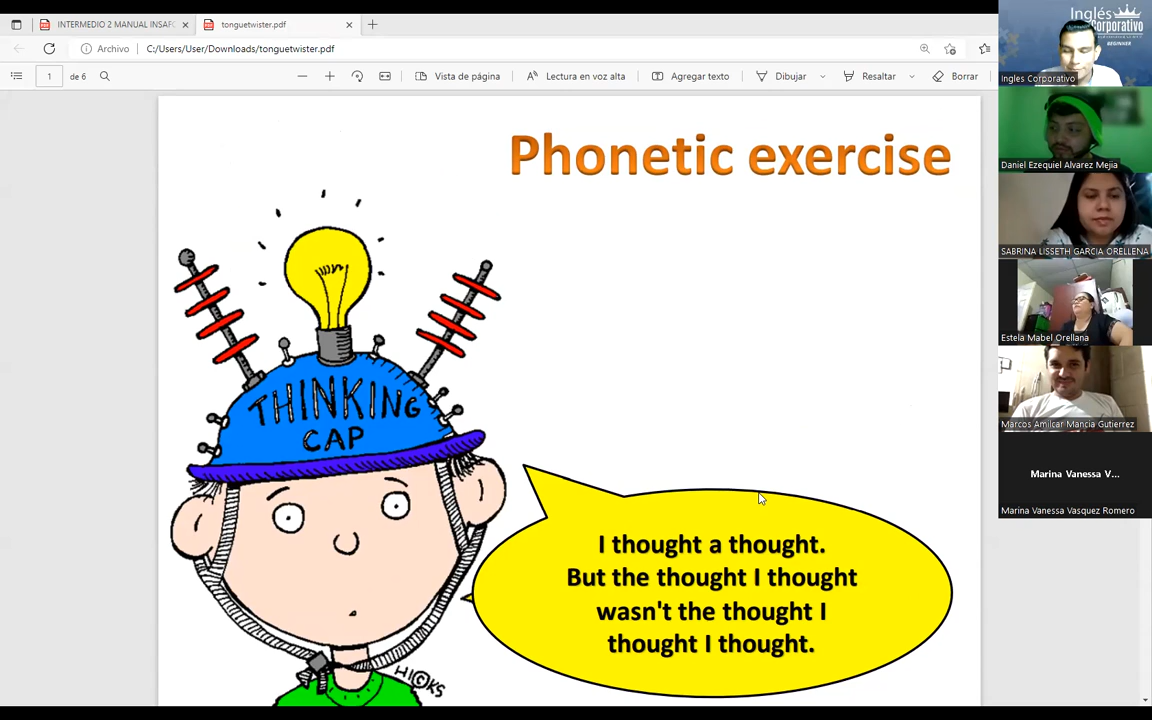 INTERMEDIO 2 MANUAL INSAFO
tonguetwister.pdf
Archivo
C:/Users/User/Downloads/tonguetwister.pdf
1
de 6
Vista de página
Lectura en voz alta
Agregar texto
Dibujar
Resaltar
Borrar
Phonetic exercise
THINKING
CAP
I thought a thought.
But the thought I thought
wasn't the thought I
thought I thought.
HICKS
Inglés
Corporativo
BEGINNER
Ingles Corporativo
Daniel Ezequiel Alvarez Mejia
SABRINA LISSETH GARCIA ORELLENA
Estela Mabel Orellana
Marcos Amilcar Mancia Gutierrez
Marina Vanessa V...
Marina Vanessa Vasquez Romero